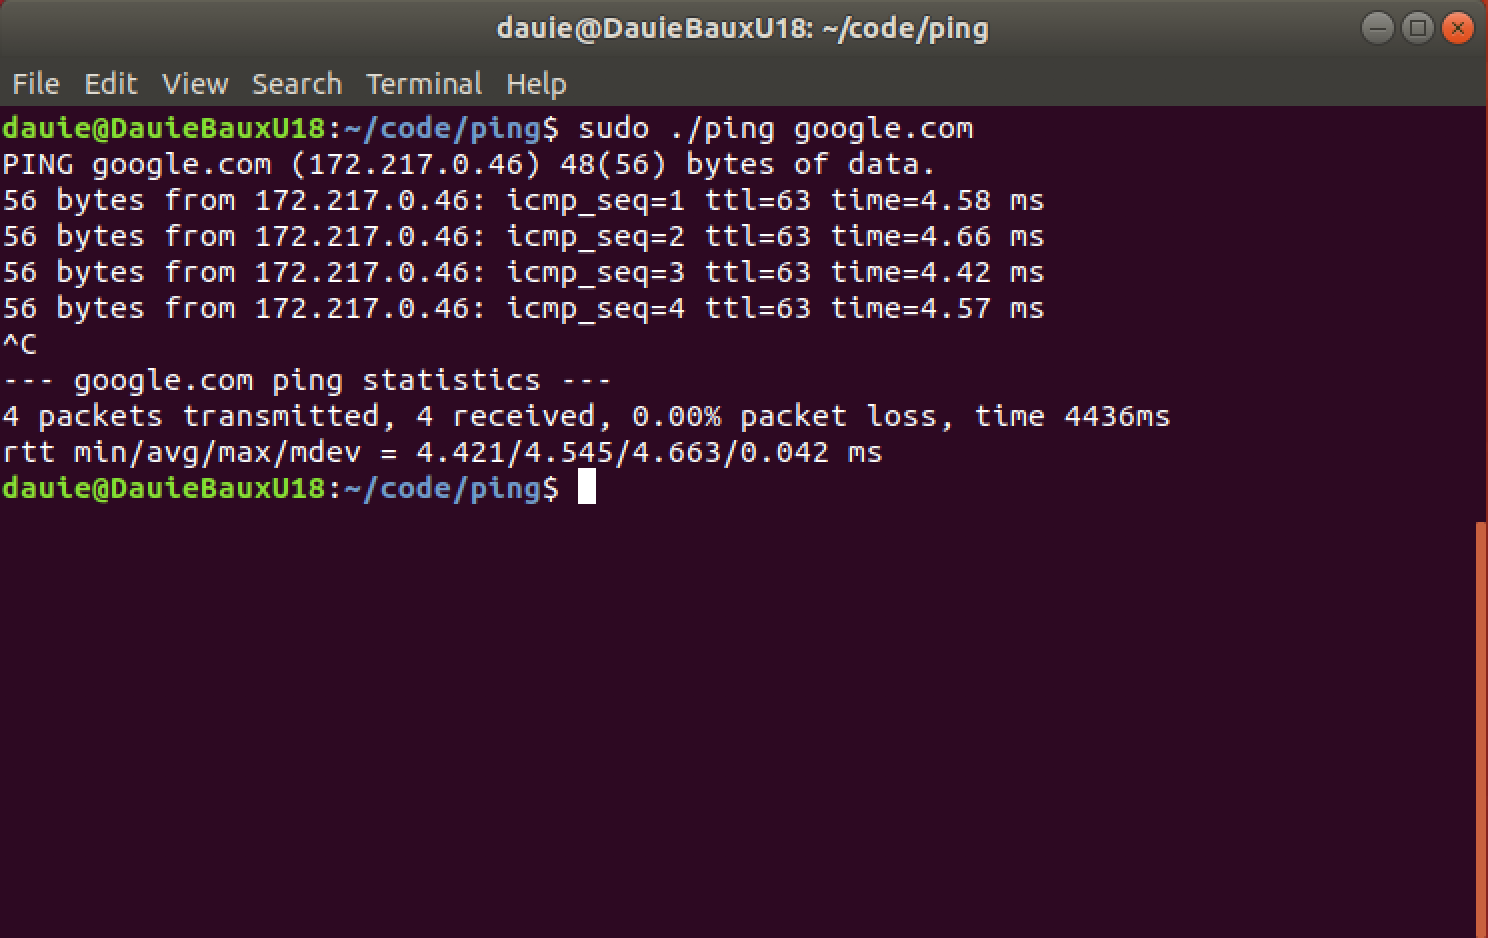 dauie@DauieBauxU18: ~/code/ping
File Edit View Search Terminal Help
dauie@DauieBauxU18:~/code/ping$ sudo ./ping google.com
PING google.com (172.217.0.46) 48(56) bytes of data.
56 bytes from 172.217.0.46: icmp_seq=1 ttl=63 time=4.58 ms
56 bytes from 172.217.0.46: icmp_seq=2 ttl=63 time=4.66 ms
56 bytes from 172.217.0.46: icmp_seq=3 ttl=63 time=4.42 ms
56 bytes from 172.217.0.46: icmp_seq=4 ttl=63 time=4.57 ms
^C
--- google.com ping statistics ---
4 packets transmitted, 4 received, 0.00% packet loss, time 4436ms
rtt min/avg/max/mdev = 4.421/4.545/4.663/0.042 ms
dauie@DauieBauxU18:~/code/ping$